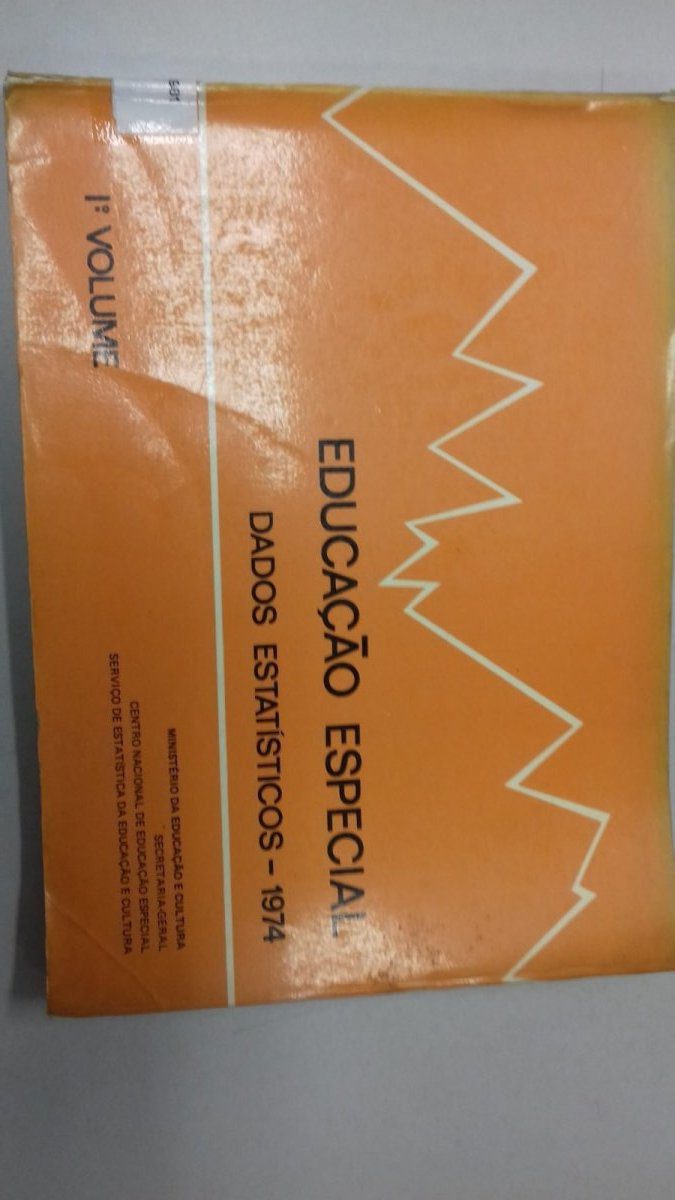 EDUCAÇÃO ESPECIAL
DADOS ESTATÍSTICOS - 1974
MINISTÉRIO DA EDUCAÇÃO E CULTURA
SECRETARIA-GERAL
CENTRO NACIONAL DE EDUCAÇÃO ESPECIAL
SERVIÇO DE ESTATÍSTICA DA EDUCAÇÃO E CULTURA
1º VOLUME